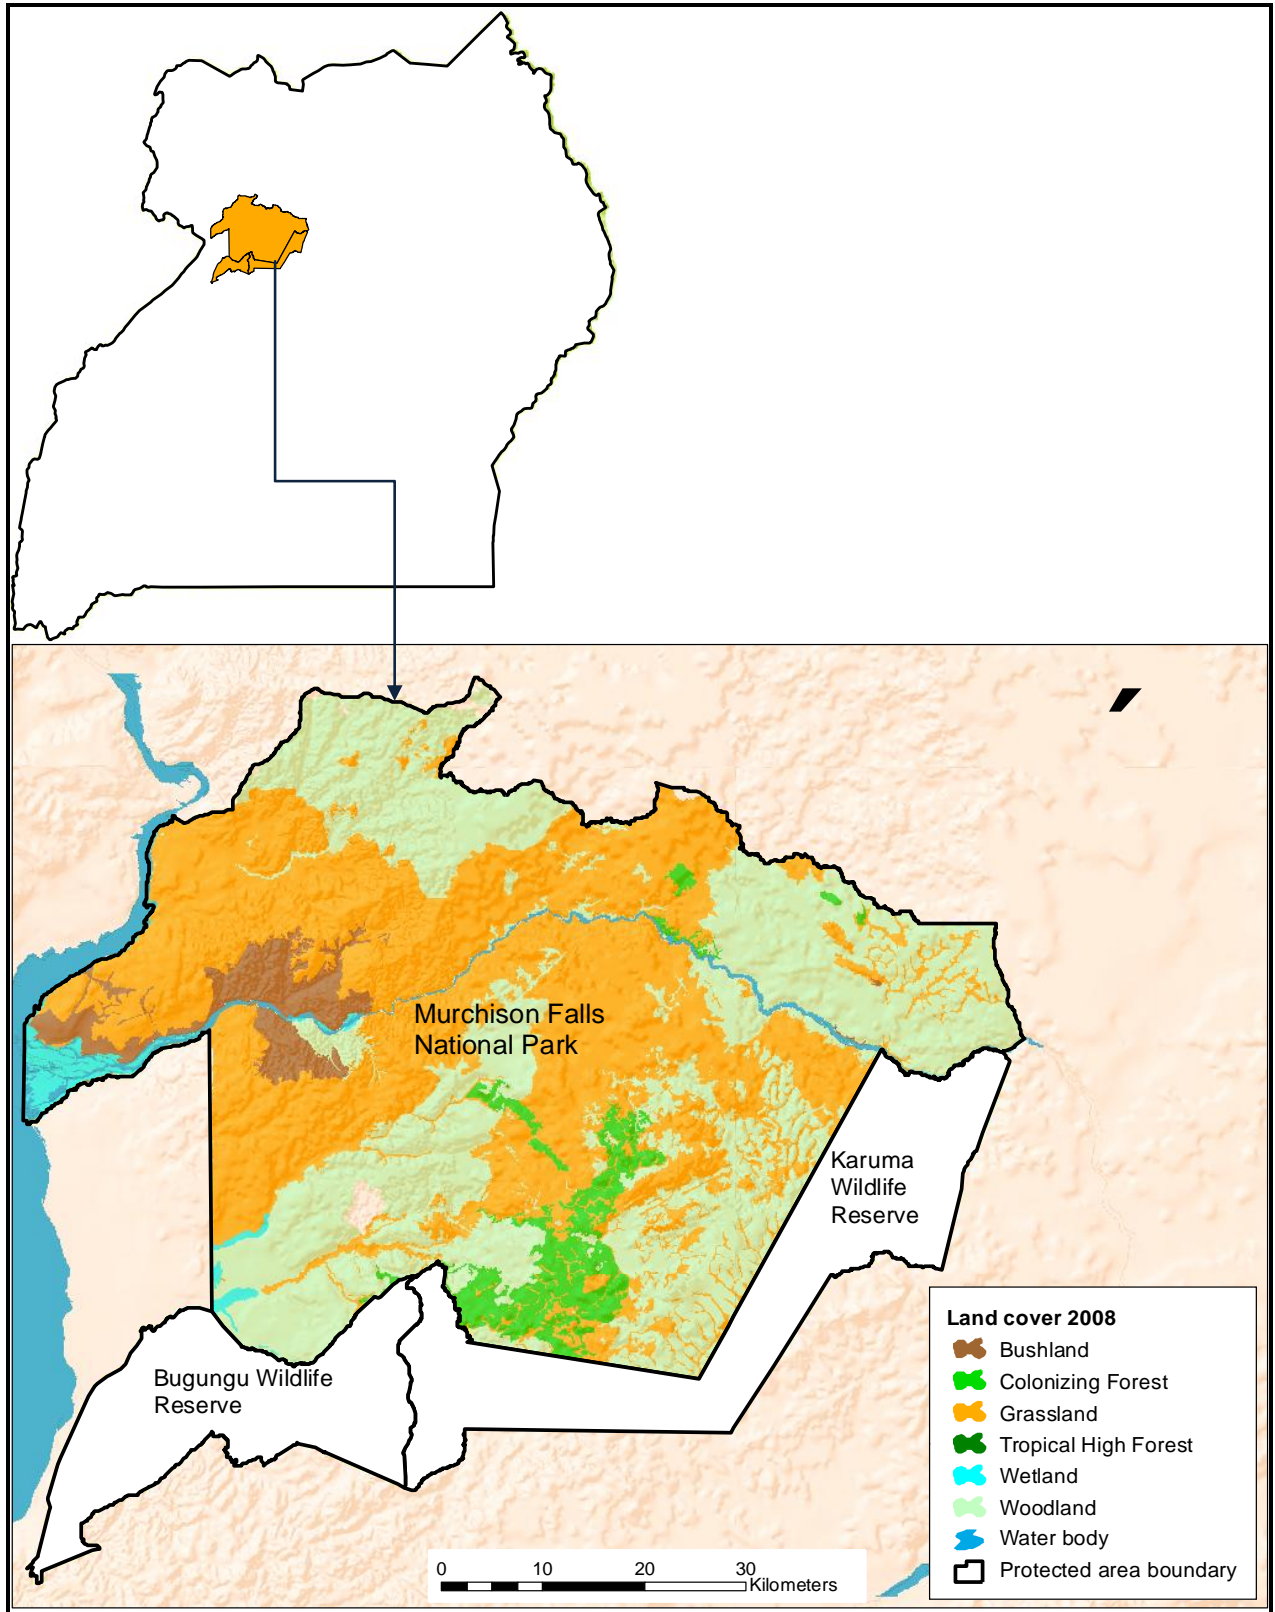 Murchison Falls
National Park
Karuma
Wildlife
Reserve
Bugungu Wildlife
Reserve
Land cover 2008
Bushland
Colonizing Forest
Grassland
Tropical High Forest
Wetland
Woodland
Water body
Protected area boundary
0 10 20 30
Kilometers